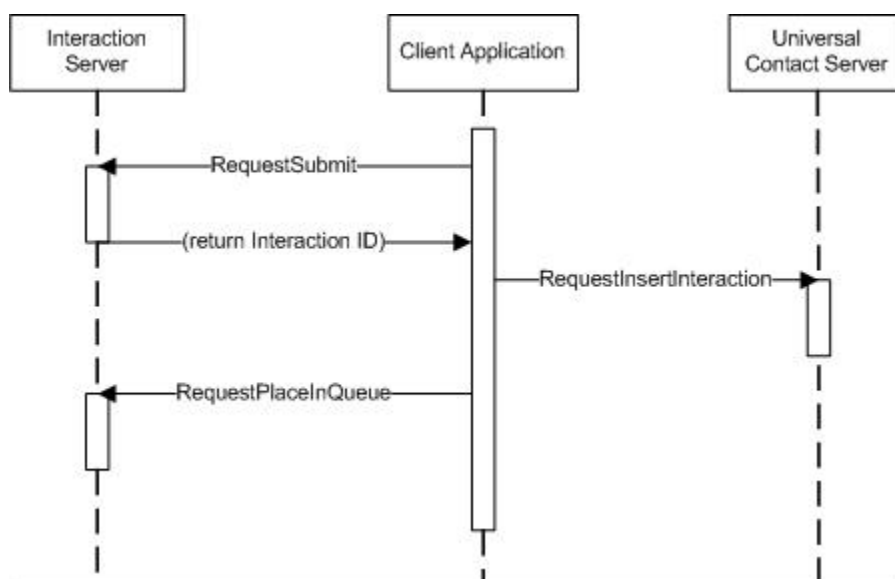 Interaction
Server
Client Application
Universal
Contact Server
RequestSubmit
(return Interaction ID)
RequestInsertInteraction
RequestPlaceInQueue